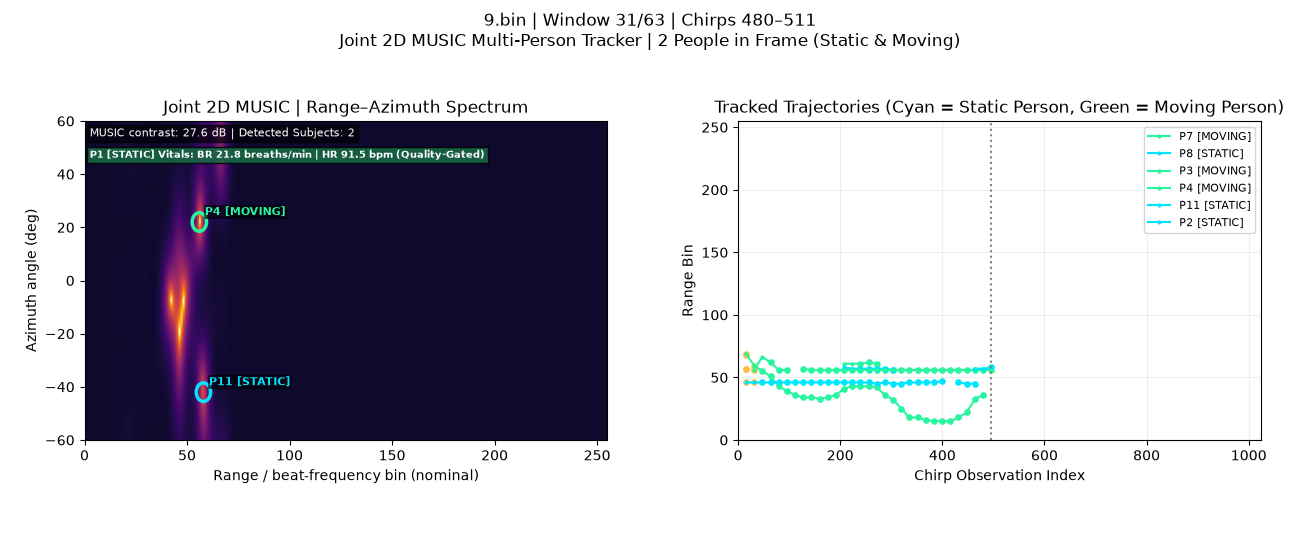 9.bin | Window 31/63 | Chirps 480–511
Joint 2D MUSIC Multi-Person Tracker | 2 People in Frame (Static & Moving)
Joint 2D MUSIC | Range–Azimuth Spectrum
MUSIC contrast: 27.6 dB | Detected Subjects: 2
P1 [STATIC] Vitals: BR 21.8 breaths/min | HR 91.5 bpm (Quality-Gated)
P4 [MOVING]
P11 [STATIC]
60
40
20
0
−20
−40
−60
Azimuth angle (deg)
0
50
100
150
200
250
Range / beat-frequency bin (nominal)
Tracked Trajectories (Cyan = Static Person, Green = Moving Person)
P7 [MOVING]
P8 [STATIC]
P3 [MOVING]
P4 [MOVING]
P11 [STATIC]
P2 [STATIC]
250
200
150
100
50
0
Range Bin
0
200
400
600
800
1000
Chirp Observation Index